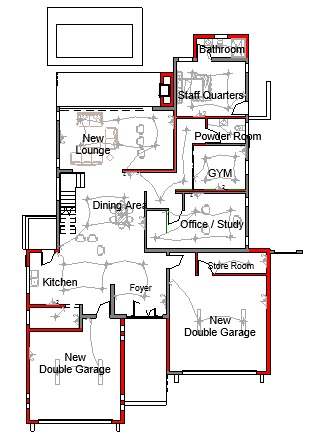 Bathroom
Staff Quarters
Powder Room
New
Lounge
GYM
Dining Area
Office / Study
Store Room
Kitchen
Foyer
New
Double Garage
New
Double Garage